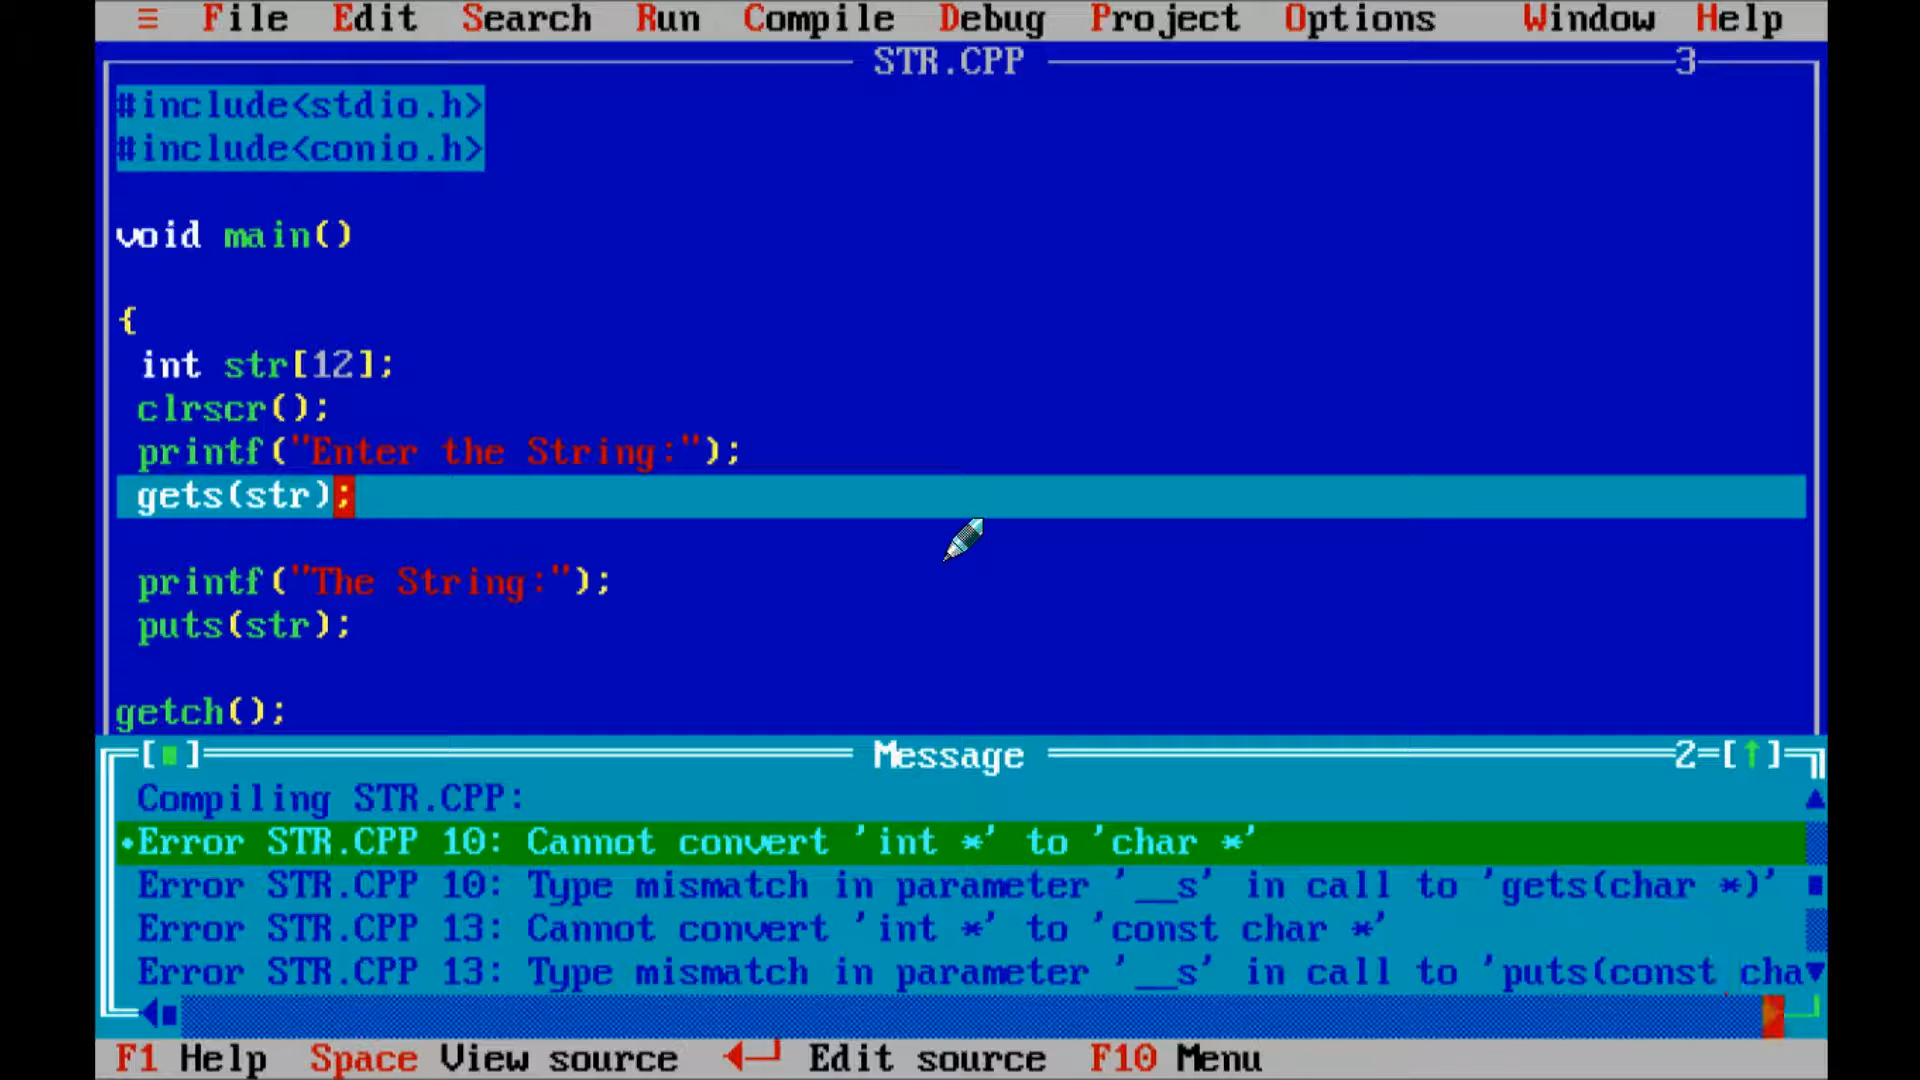 ≡ File Edit Search Run Compile Debug Project Options Window Help
STR.CPP 3
#include<stdio.h>
#include<conio.h>
void main()
{
int str[12];
clrscr();
printf("Enter the String:");
gets(str);
printf("The String:");
puts(str);
getch();
[■] Message 2=[↑]
Compiling STR.CPP:
•Error STR.CPP 10: Cannot convert 'int *' to 'char *'
Error STR.CPP 10: Type mismatch in parameter '__s' in call to 'gets(char *)'
Error STR.CPP 13: Cannot convert 'int *' to 'const char *'
Error STR.CPP 13: Type mismatch in parameter '__s' in call to 'puts(const cha
F1 Help Space View source ◄─┘ Edit source F10 Menu